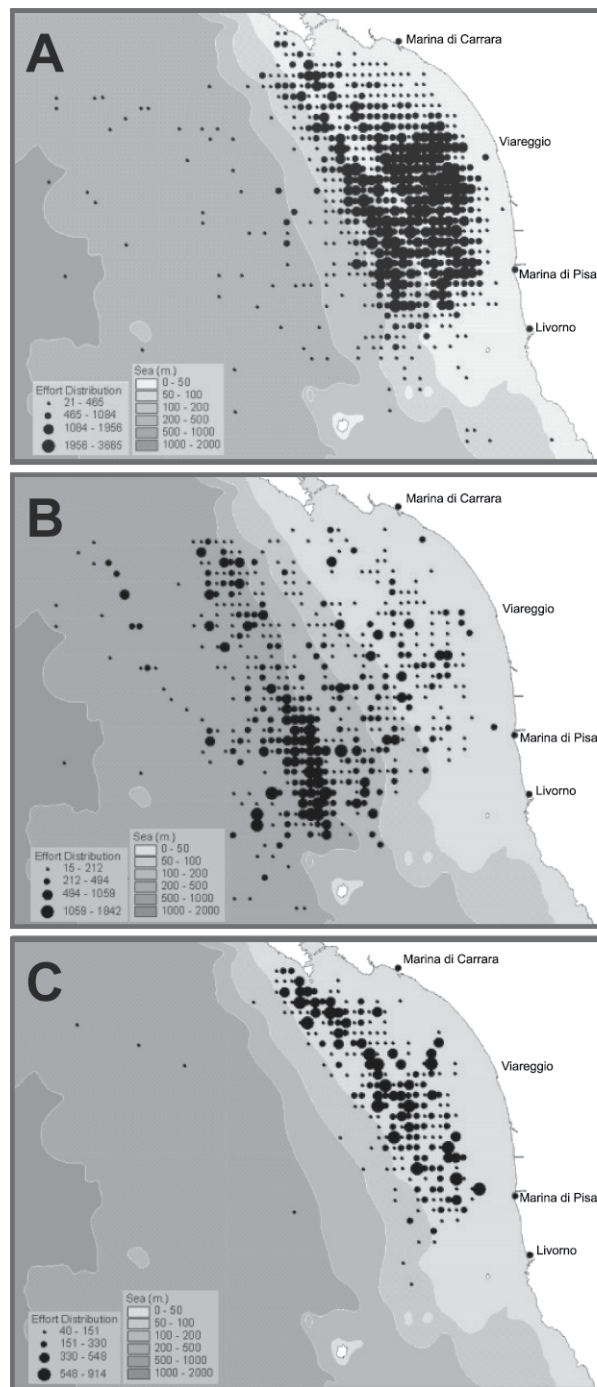 A
Marina di Carrara
Viareggio
Marina di Pisa
Livorno
Effort Distribution
21 - 465
465 - 1084
1084 - 1956
1956 - 3665
Sea (m.)
0 - 50
50 - 100
100 - 200
200 - 500
500 - 1000
1000 - 2000
B
Marina di Carrara
Viareggio
Marina di Pisa
Livorno
Effort Distribution
15 - 212
212 - 494
494 - 1059
1059 - 1842
Sea (m.)
0 - 50
50 - 100
100 - 200
200 - 500
500 - 1000
1000 - 2000
C
Marina di Carrara
Viareggio
Marina di Pisa
Livorno
Effort Distribution
40 - 151
151 - 330
330 - 548
548 - 914
Sea (m.)
0 - 50
50 - 100
100 - 200
200 - 500
500 - 1000
1000 - 2000